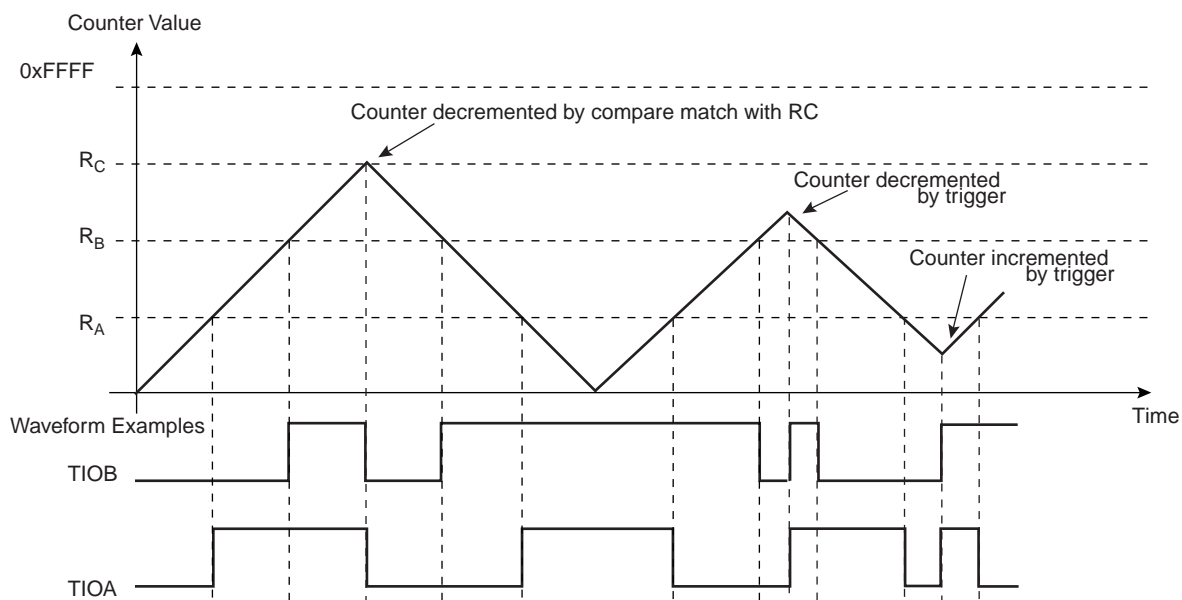 Counter Value
0xFFFF
Counter decremented by compare match with RC
RC
Counter decremented
by trigger
RB
Counter incremented
by trigger
RA
Time
Waveform Examples
TIOB
TIOA